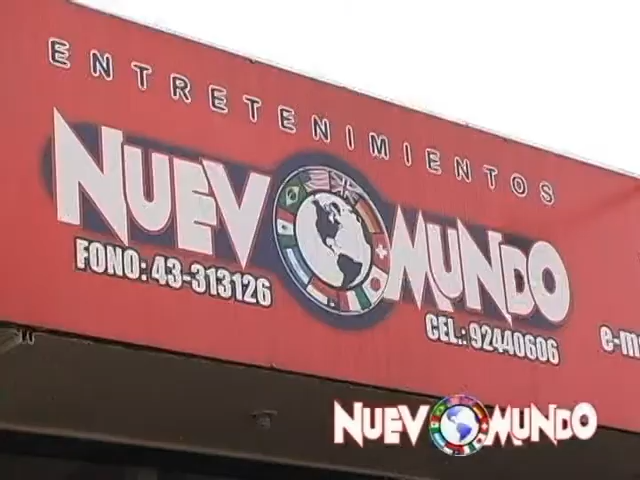 ENTRETENIMIENTOS
NUEVO MUNDO
FONO: 43-313126
CEL.: 92440606
NUEVO MUNDO